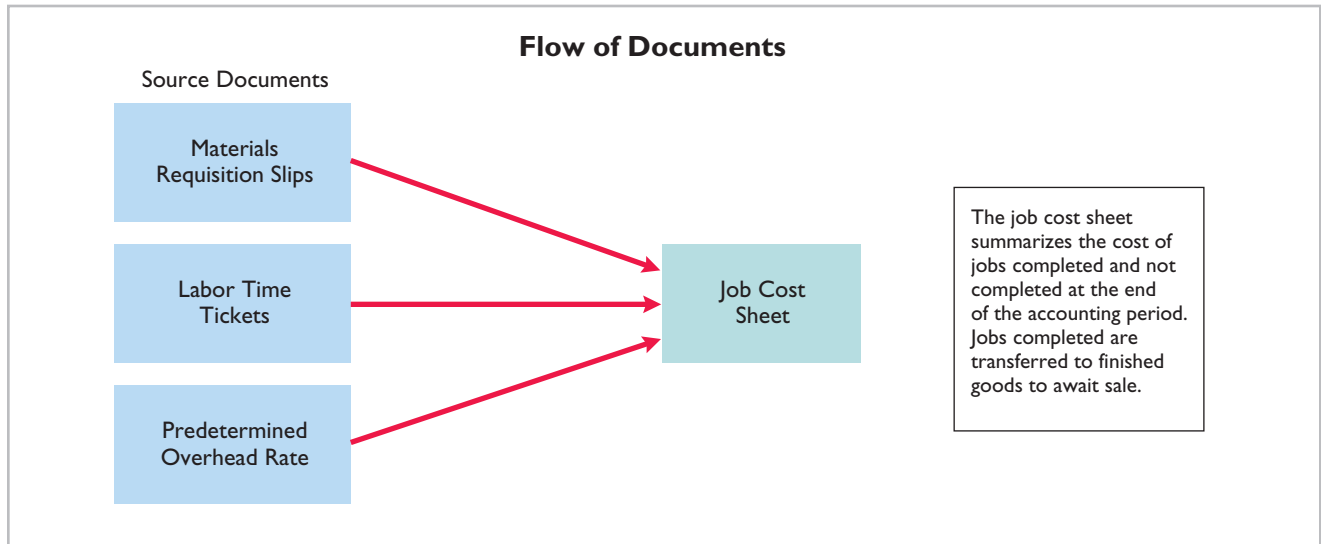 Flow of Documents
Source Documents
Materials
Requisition Slips
Labor Time
Tickets
Predetermined
Overhead Rate
Job Cost
Sheet
The job cost sheet
summarizes the cost of
jobs completed and not
completed at the end
of the accounting period.
Jobs completed are
transferred to finished
goods to await sale.